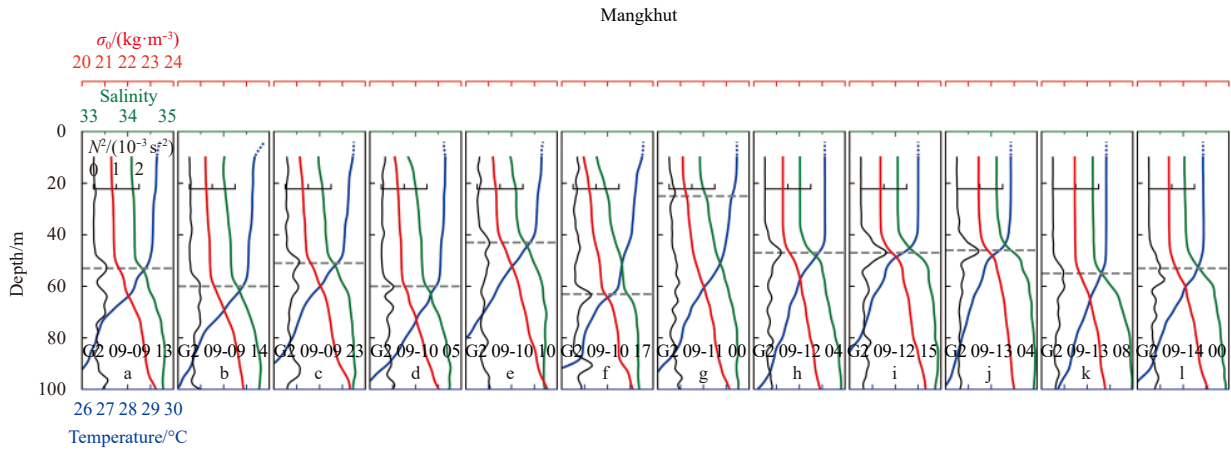 Mangkhut
σ₀/(kg·m⁻³)
20 21 22 23 24
Salinity
33 34 35
N²/(10⁻³ s⁻²)
0 1 2
0
20
40
60
80
100
Depth/m
G2 09-09 13
a
G2 09-09 14
b
G2 09-09 23
c
G2 09-10 05
d
G2 09-10 10
e
G2 09-10 17
f
G2 09-11 00
g
G2 09-12 04
h
G2 09-12 15
i
G2 09-13 04
j
G2 09-13 08
k
G2 09-14 00
l
26 27 28 29 30
Temperature/°C